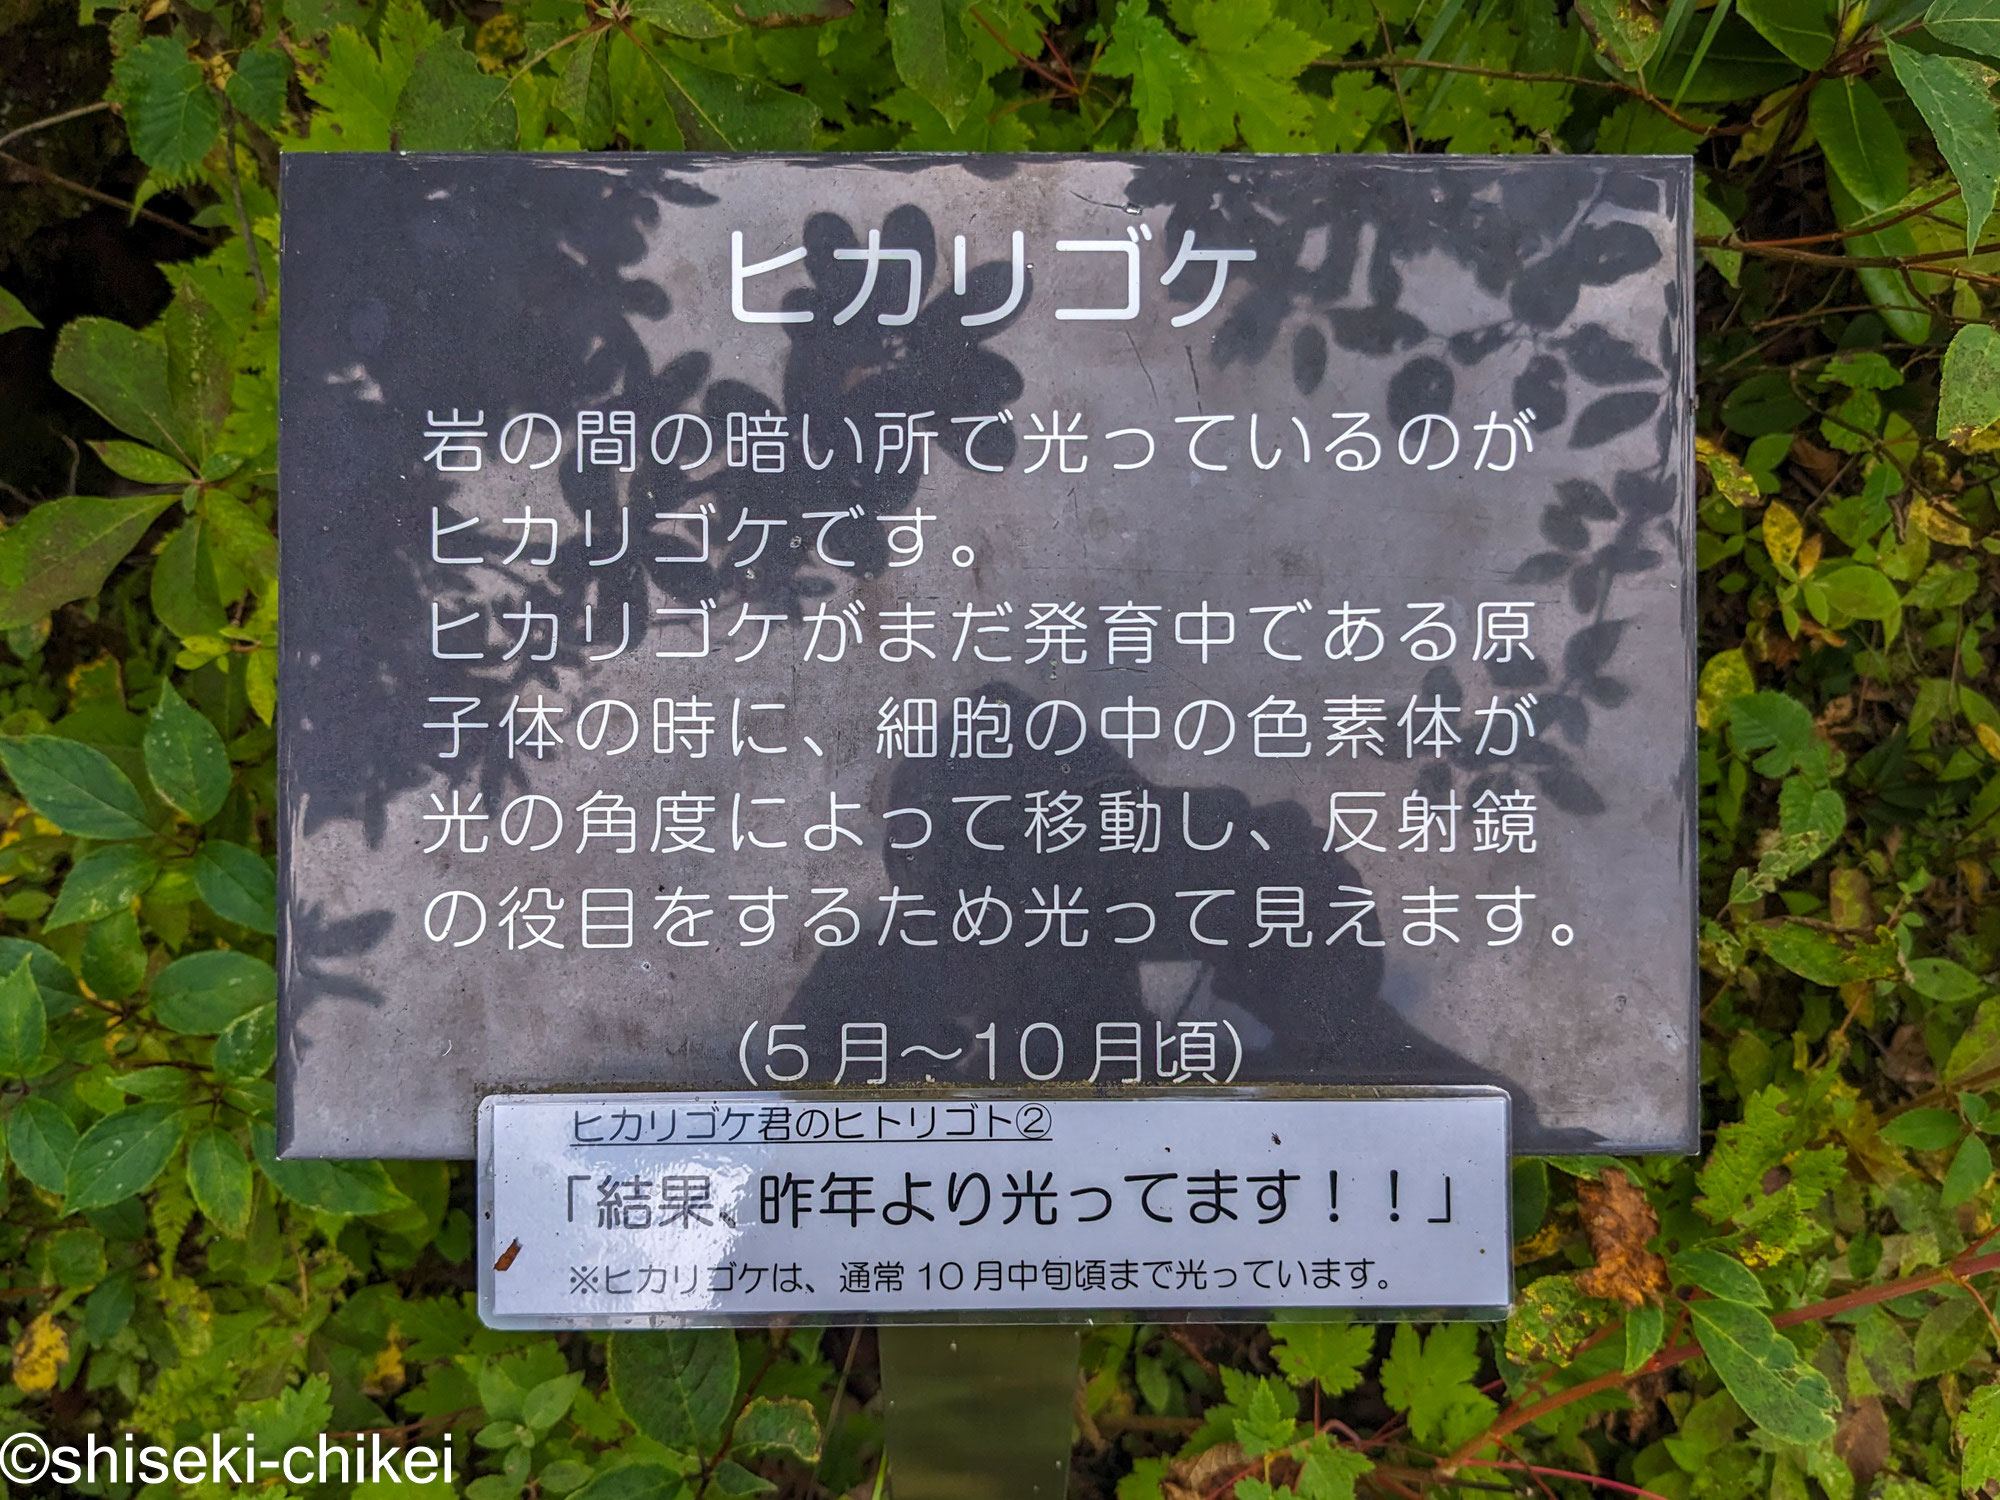 ヒカリゴケ
岩の間の暗い所で光っているのが
ヒカリゴケです。
ヒカリゴケがまだ発育中である原
子体の時に、細胞の中の色素体が
光の角度によって移動し、反射鏡
の役目をするため光って見えます。
(5月〜10月頃)
ヒカリゴケ君のヒトリゴト②
「結果、昨年より光ってます！！」
※ヒカリゴケは、通常10月中旬頃まで光っています。
©shiseki-chikei